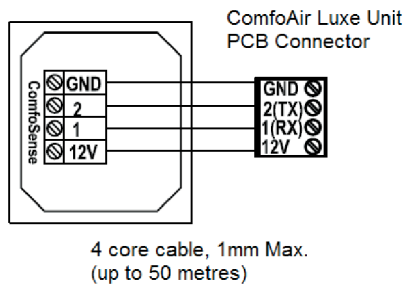 ComfoAir Luxe Unit
PCB Connector
ComfoSense
GND
2
1
12V
GND
2(TX)
1(RX)
12V
4 core cable, 1mm Max.
(up to 50 metres)